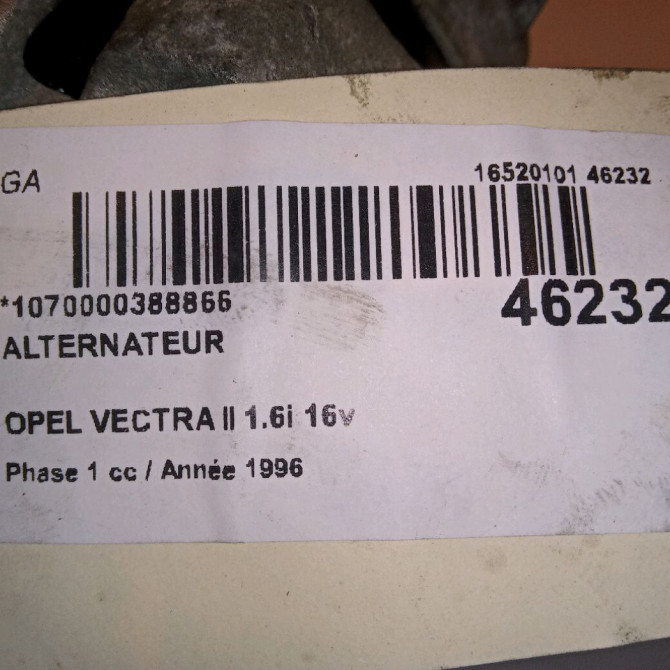 GA
16520101 46232
*1070000388866
46232
ALTERNATEUR
OPEL VECTRA II 1.6i 16v
Phase 1 cc / Année 1996